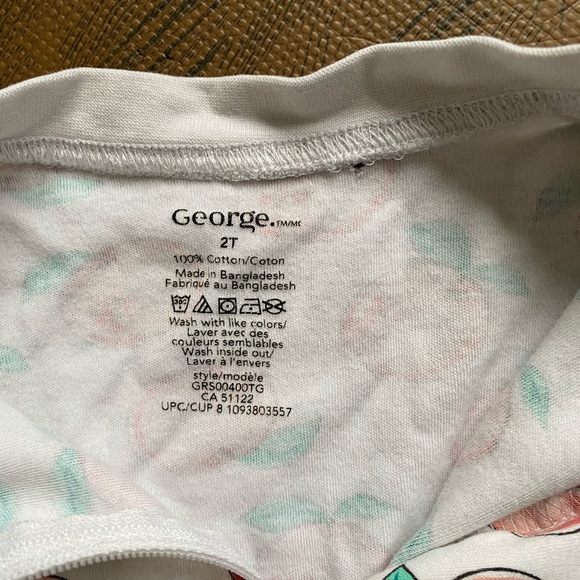 George.TM/MC
2T
100% Cotton/Coton
Made in Bangladesh
Fabriqué au Bangladesh
30°
Wash with like colors/
Laver avec des
couleurs semblables
Wash inside out/
Laver à l'envers
style/modèle
GRS00400TG
CA 51122
UPC/CUP 8 1093803557